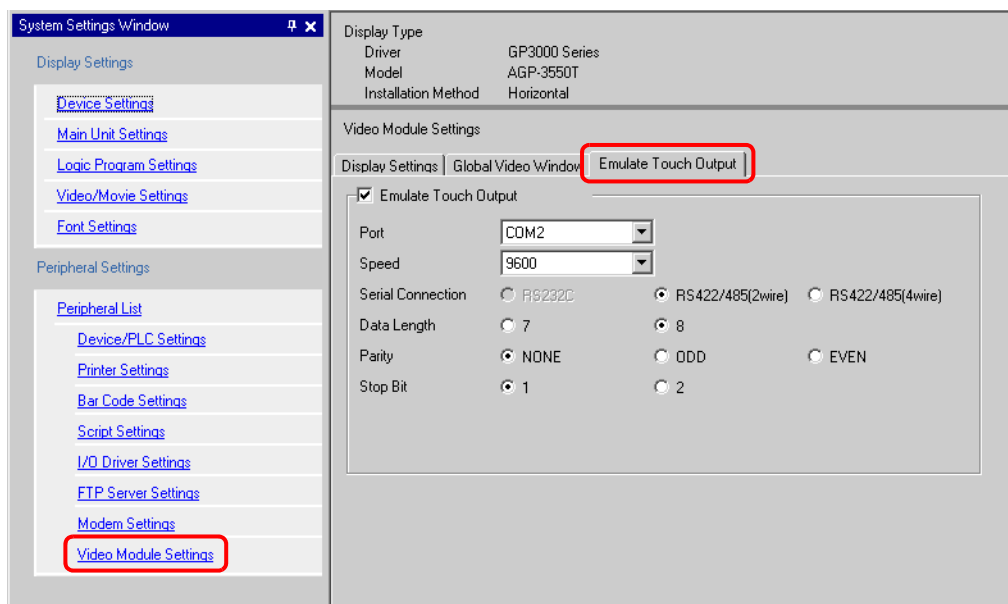 System Settings Window
Display Settings
Device Settings
Main Unit Settings
Logic Program Settings
Video/Movie Settings
Font Settings
Peripheral Settings
Peripheral List
Device/PLC Settings
Printer Settings
Bar Code Settings
Script Settings
I/O Driver Settings
FTP Server Settings
Modem Settings
Video Module Settings
Display Type
Driver GP3000 Series
Model AGP-3550T
Installation Method Horizontal
Video Module Settings
Display Settings Global Video Window Emulate Touch Output
Emulate Touch Output
Port COM2
Speed 9600
Serial Connection RS232C RS422/485(2wire) RS422/485(4wire)
Data Length 7 8
Parity NONE ODD EVEN
Stop Bit 1 2